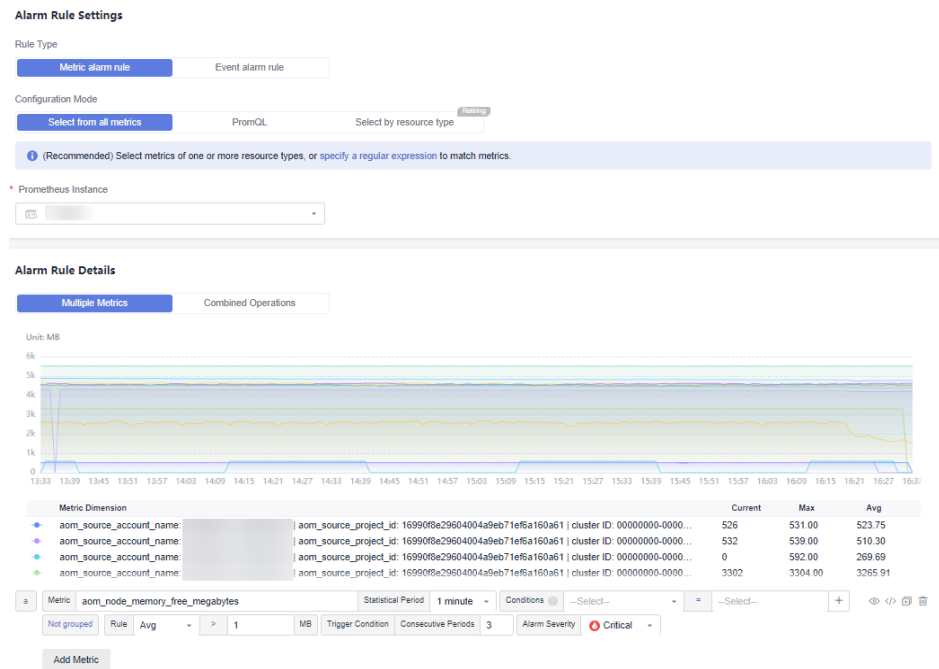 Alarm Rule Settings
Rule Type
Metric alarm rule Event alarm rule
Configuration Mode
Retiring
Select from all metrics PromQL Select by resource type
(Recommended) Select metrics of one or more resource types, or specify a regular expression to match metrics.
* Prometheus Instance
Alarm Rule Details
Multiple Metrics Combined Operations
Unit: MB
6k
5k
4k
3k
2k
1k
0
13:33 13:39 13:45 13:51 13:57 14:03 14:09 14:15 14:21 14:27 14:33 14:39 14:45 14:51 14:57 15:03 15:09 15:15 15:21 15:27 15:33 15:39 15:45 15:51 15:57 16:03 16:09 16:15 16:21 16:27 16:33
Metric Dimension Current Max Avg
aom_source_account_name: | aom_source_project_id: 16990f8e29604004a9eb71ef6a160a61 | cluster ID: 00000000-0000... 526 531.00 523.75
aom_source_account_name: | aom_source_project_id: 16990f8e29604004a9eb71ef6a160a61 | cluster ID: 00000000-0000... 532 539.00 510.30
aom_source_account_name: | aom_source_project_id: 16990f8e29604004a9eb71ef6a160a61 | cluster ID: 00000000-0000... 0 592.00 269.69
aom_source_account_name: | aom_source_project_id: 16990f8e29604004a9eb71ef6a160a61 | cluster ID: 00000000-0000... 3302 3304.00 3265.91
a Metric aom_node_memory_free_megabytes Statistical Period 1 minute Conditions --Select-- = --Select-- +
Not grouped Rule Avg > 1 MB Trigger Condition Consecutive Periods 3 Alarm Severity Critical
Add Metric